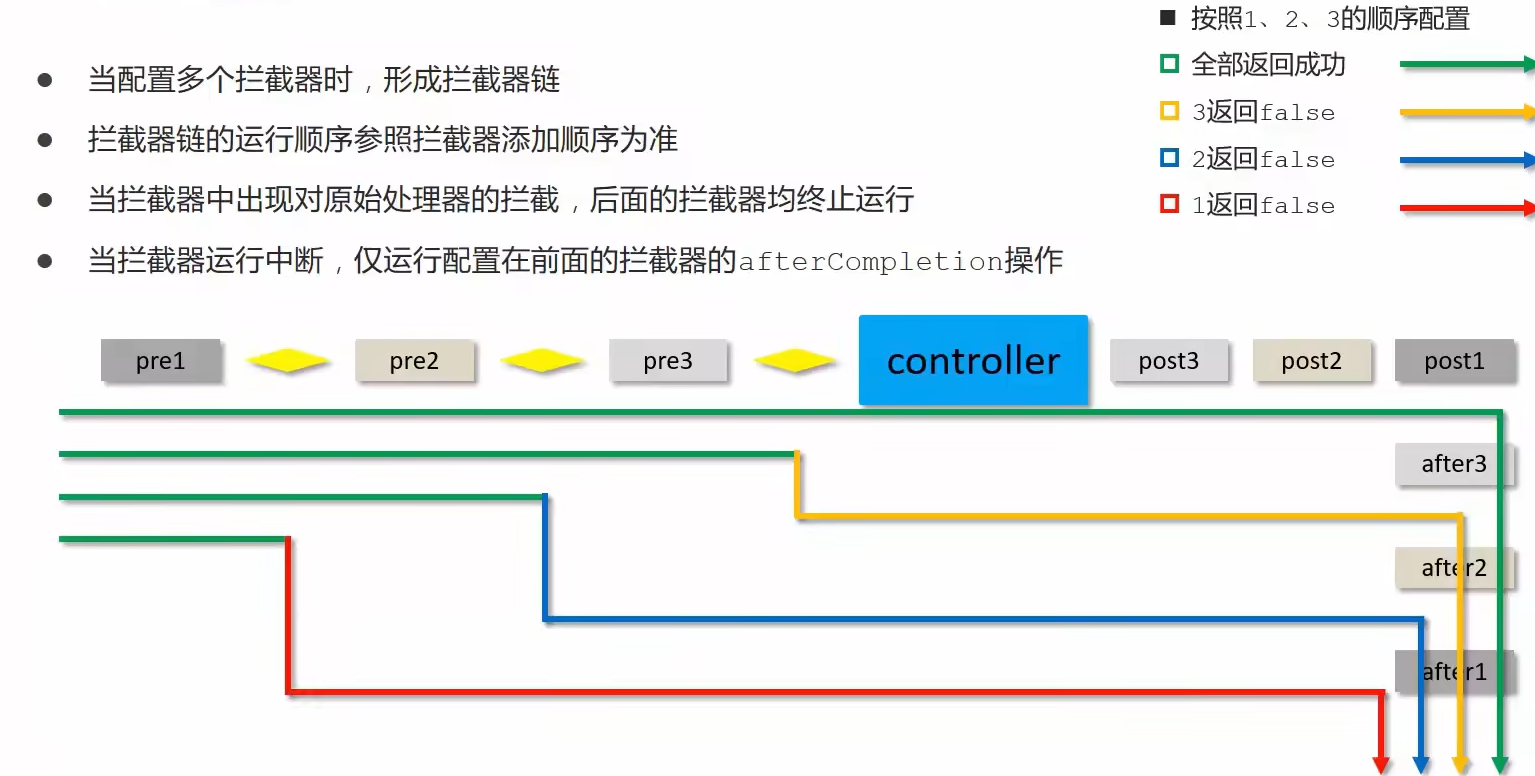 按照1、2、3的顺序配置
全部返回成功
3返回false
2返回false
1返回false
当配置多个拦截器时，形成拦截器链
拦截器链的运行顺序参照拦截器添加顺序为准
当拦截器中出现对原始处理器的拦截，后面的拦截器均终止运行
当拦截器运行中断，仅运行配置在前面的拦截器的afterCompletion操作
pre1 pre2 pre3 controller post3 post2 post1
after3
after2
after1